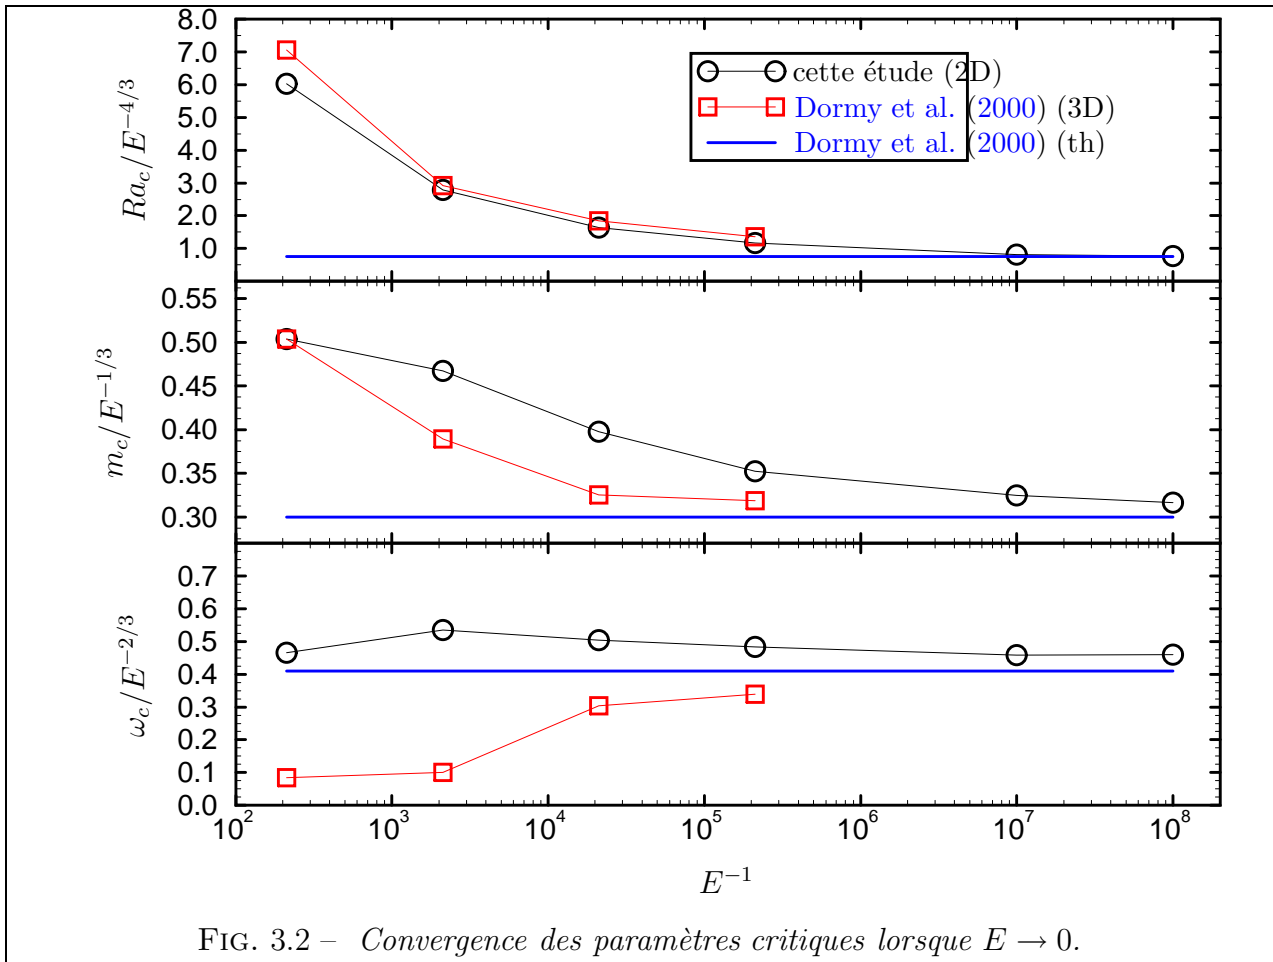 8.0
7.0
6.0
5.0
4.0
3.0
2.0
1.0
Ra_c/E^{-4/3}
cette étude (2D)
Dormy et al. (2000) (3D)
Dormy et al. (2000) (th)
0.55
0.50
0.45
0.40
0.35
0.30
m_c/E^{-1/3}
0.7
0.6
0.5
0.4
0.3
0.2
0.1
0.0
ω_c/E^{-2/3}
10^2 10^3 10^4 10^5 10^6 10^7 10^8
E^{-1}
FIG. 3.2 – Convergence des paramètres critiques lorsque E → 0.